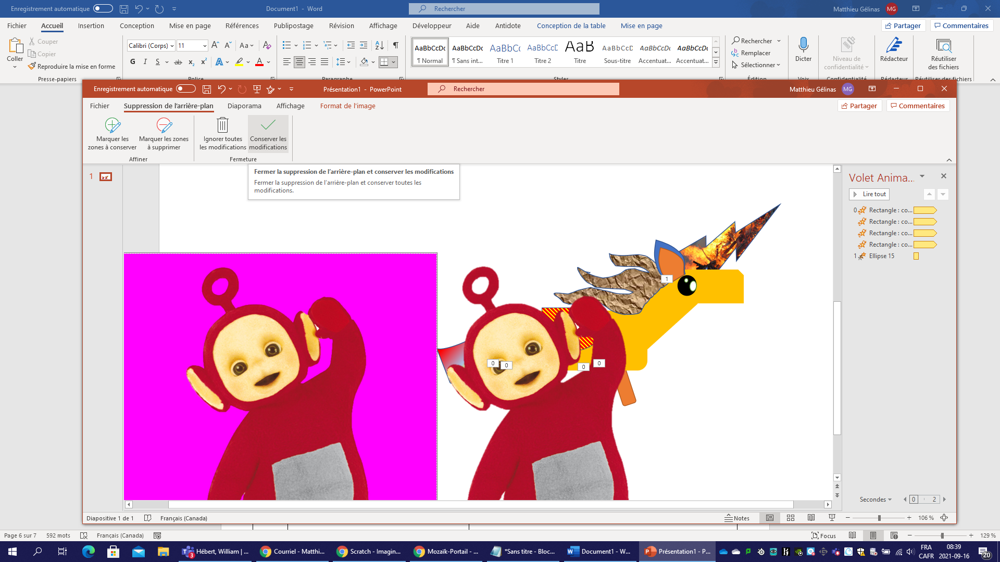 Enregistrement automatique
Document1 - Word
Rechercher
Matthieu Gélinas MG
Fichier Accueil Insertion Conception Mise en page Références Publipostage Révision Affichage Développeur Aide Antidote Conception de la table Mise en page
Partager Commentaires
Coller
Couper
Copier
Reproduire la mise en forme
Presse-papiers
Calibri (Corps) 11
Aa
G I S ab x₂ x² A A
Police
Paragraphe
AaBbCcDc AaBbCcDc AaBbCc AaBbCcD AaB AaBbCcD AaBbCcDc AaBbCcDc
¶ Normal ¶ Sans int... Titre 1 Titre 2 Titre Sous-titre Accentuat... Accentuat...
Styles
Rechercher
Remplacer
Sélectionner
Édition
Dicter
Voix
Niveau de
confidentialité
Confidentialité
Rédacteur
Rédacteur
Réutiliser
des fichiers
Réutiliser des fichiers
Enregistrement automatique
Présentation1 - PowerPoint
Rechercher
Matthieu Gélinas MG
Fichier Suppression de l'arrière-plan Diaporama Affichage Format de l'image
Partager Commentaires
Marquer les
zones à conserver
Marquer les zones
à supprimer
Affiner
Ignorer toutes
les modifications
Conserver les
modifications
Fermeture
Fermer la suppression de l'arrière-plan et conserver les modifications
Fermer la suppression de l'arrière-plan et conserver toutes les
modifications.
1
Volet Anima...
Lire tout
0 Rectangle : co...
Rectangle : co...
Rectangle : co...
Rectangle : co...
1 Ellipse 15
1
0
0
0
0
Secondes 0 2
Diapositive 1 de 1 Français (Canada)
Notes
106 %
Page 6 sur 7 592 mots Français (Canada)
Focus
129 %
Hébert, William | ...
3
Courriel - Matthi...
Scratch - Imagin...
Mozaïk-Portail - ...
*Sans titre - Bloc...
Document1 - W...
Présentation1 - P...
FRA
CAFR
08:39
2021-09-16
20